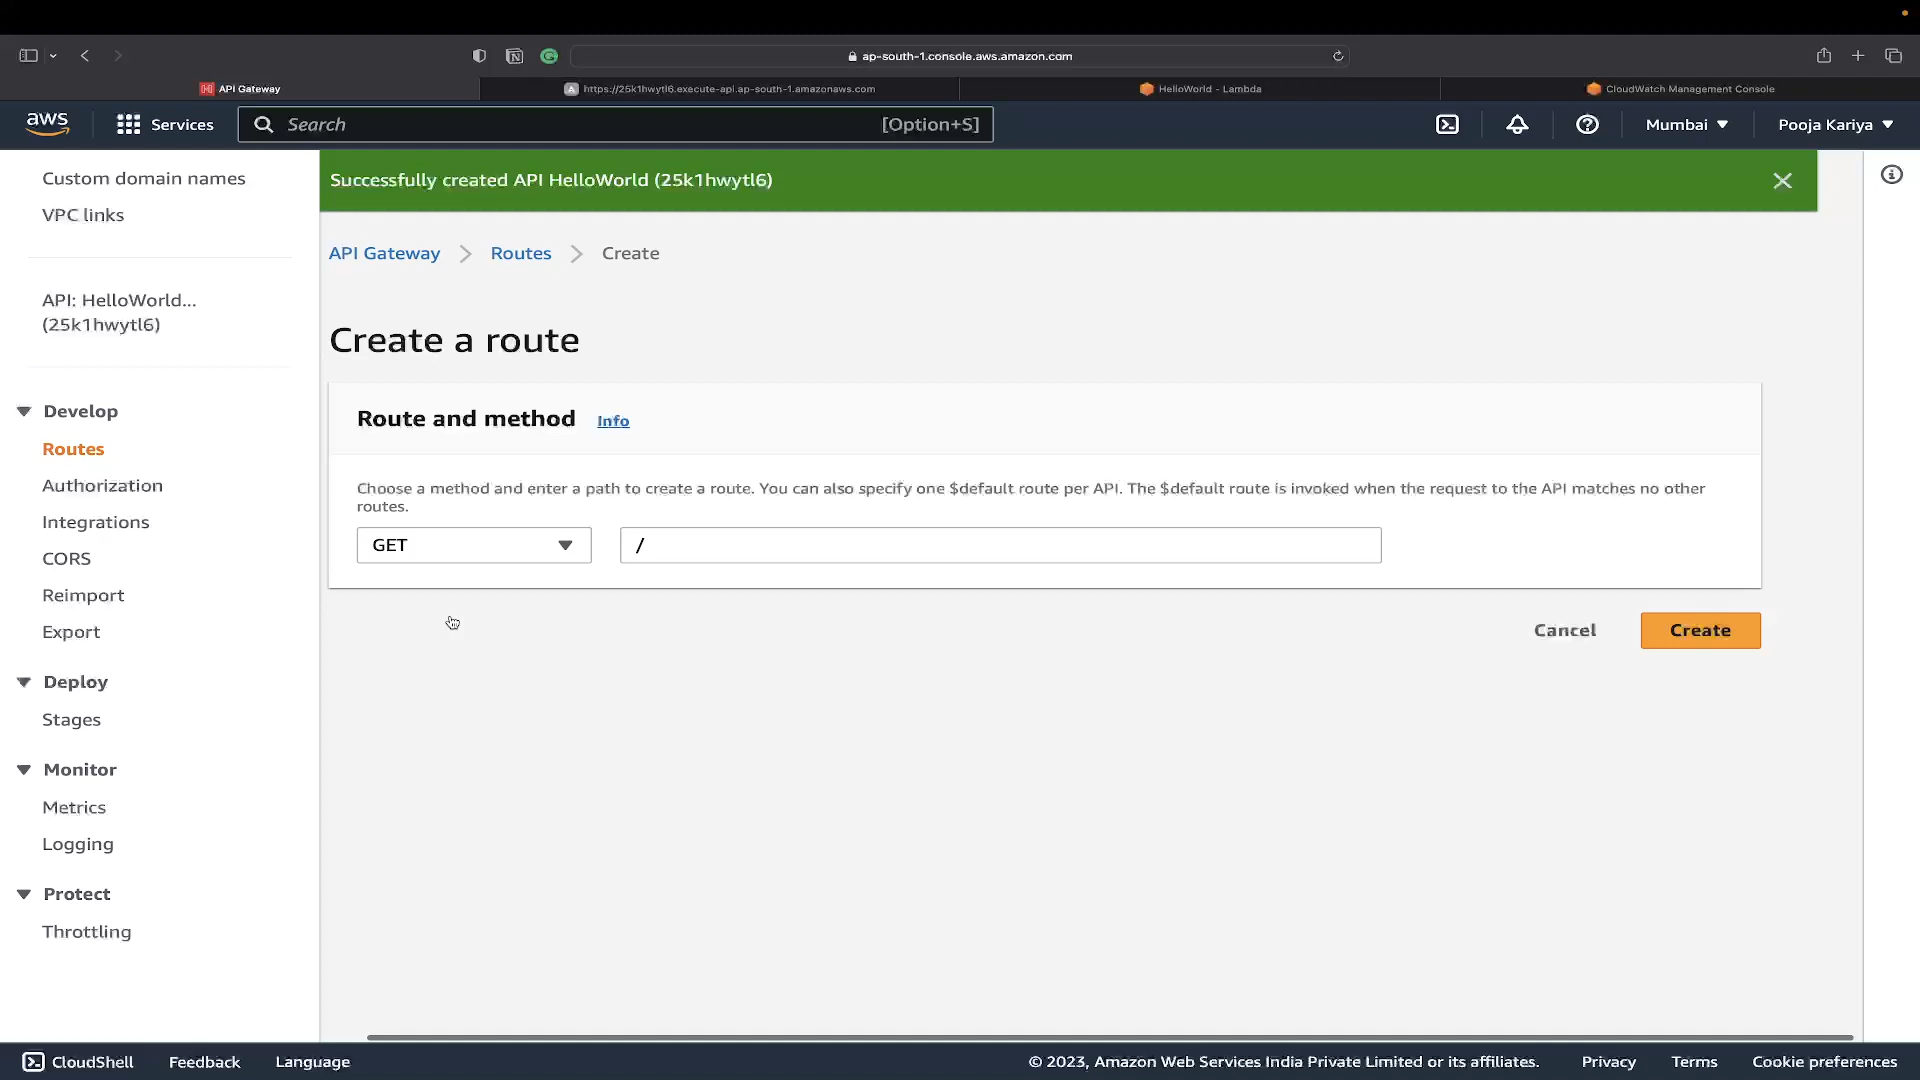 ap-south-1.console.aws.amazon.com
API Gateway
https://25k1hwytl6.execute-api.ap-south-1.amazonaws.com
HelloWorld - Lambda
CloudWatch Management Console
aws
Services
Search
[Option+S]
Mumbai
Pooja Kariya
Custom domain names
VPC links
API: HelloWorld...
(25k1hwytl6)
Develop
Routes
Authorization
Integrations
CORS
Reimport
Export
Deploy
Stages
Monitor
Metrics
Logging
Protect
Throttling
Successfully created API HelloWorld (25k1hwytl6)
API Gateway
Routes
Create
Create a route
Route and method
Info
Choose a method and enter a path to create a route. You can also specify one $default route per API. The $default route is invoked when the request to the API matches no other
routes.
GET
/
Cancel
Create
CloudShell
Feedback
Language
© 2023, Amazon Web Services India Private Limited or its affiliates.
Privacy
Terms
Cookie preferences